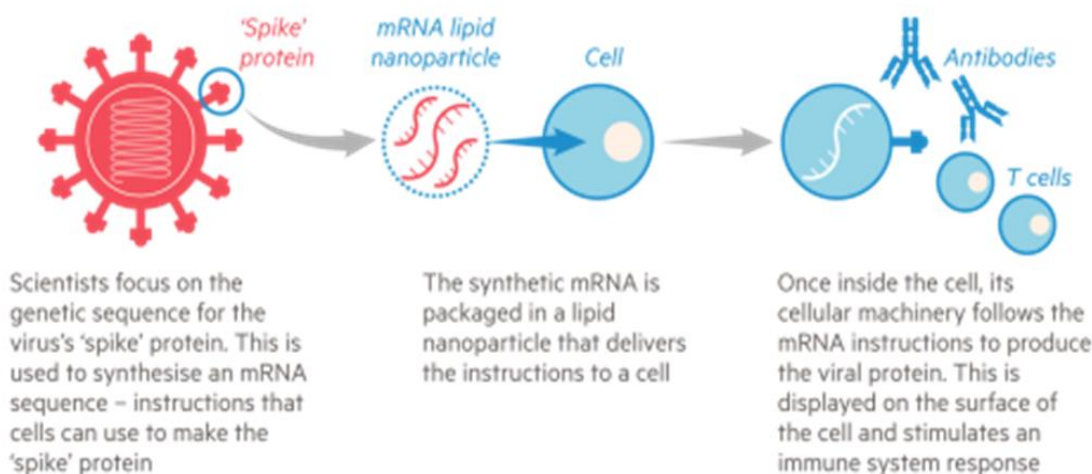 'Spike'
protein
mRNA lipid
nanoparticle
Cell
Antibodies
T cells
Scientists focus on the
genetic sequence for the
virus's 'spike' protein. This is
used to synthesise an mRNA
sequence – instructions that
cells can use to make the
'spike' protein
The synthetic mRNA is
packaged in a lipid
nanoparticle that delivers
the instructions to a cell
Once inside the cell, its
cellular machinery follows the
mRNA instructions to produce
the viral protein. This is
displayed on the surface of
the cell and stimulates an
immune system response